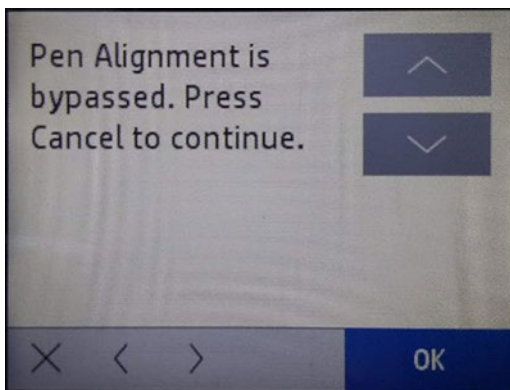 Pen Alignment is
bypassed. Press
Cancel to continue.
OK